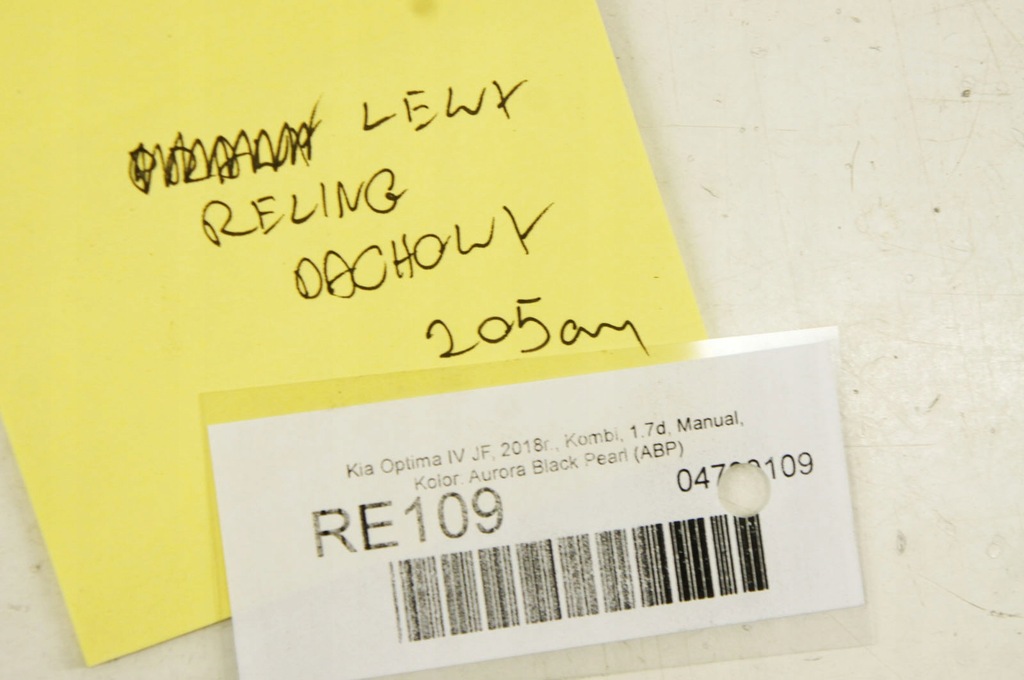 LEWY
RELING
DACHOWY
205cm
Kia Optima IV JF, 2018r., Kombi, 1.7d, Manual,
Kolor: Aurora Black Pearl (ABP)
RE109